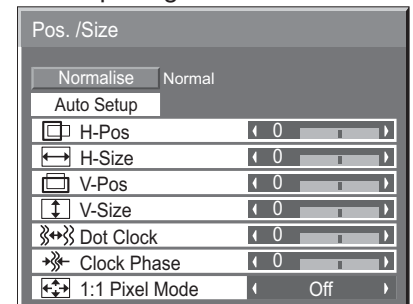 Pos. /Size
Normalise Normal
Auto Setup
H-Pos 0
H-Size 0
V-Pos 0
V-Size 0
Dot Clock 0
Clock Phase 0
1:1 Pixel Mode Off